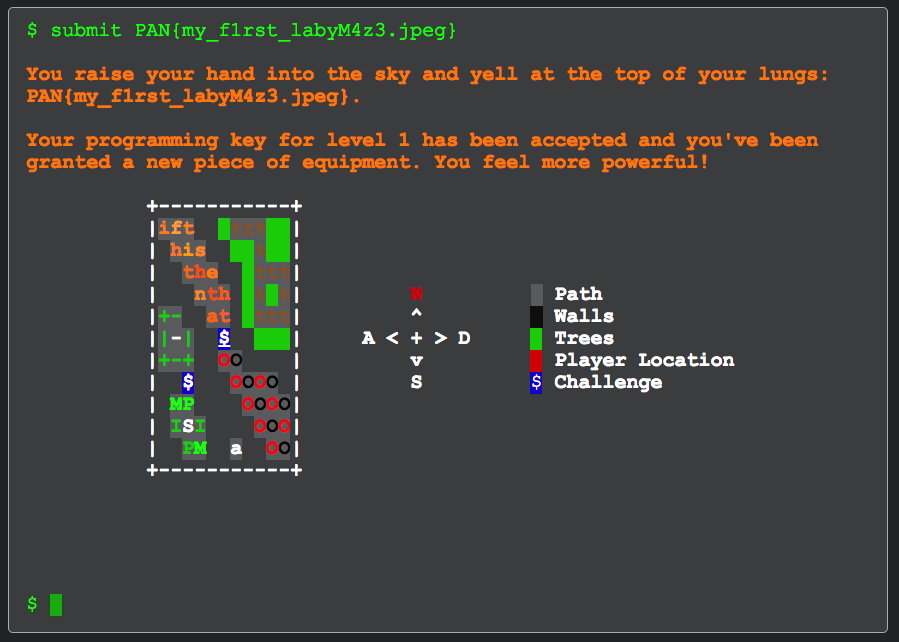 $ submit PAN{my_f1rst_labyM4z3.jpeg}
You raise your hand into the sky and yell at the top of your lungs:
PAN{my_f1rst_labyM4z3.jpeg}.
Your programming key for level 1 has been accepted and you've been
granted a new piece of equipment. You feel more powerful!
+-----------+
|ift   ttt  |
| his    t  |
|  the   ttt| W Path
|   nth  t t| ^ Walls
|+-  at  ttt| A < + > D Trees
||-|  $     | v Player Location
|+-+  oo    | S $ Challenge
|  $   oooo |
| MP    oooo|
| ISI    ooo|
|  PM  a  oo|
+-----------+
$